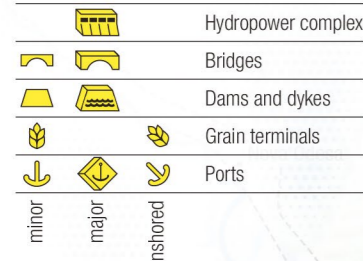 Hydropower complex
Bridges
Dams and dykes
Grain terminals
Ports
minor
major
nshored